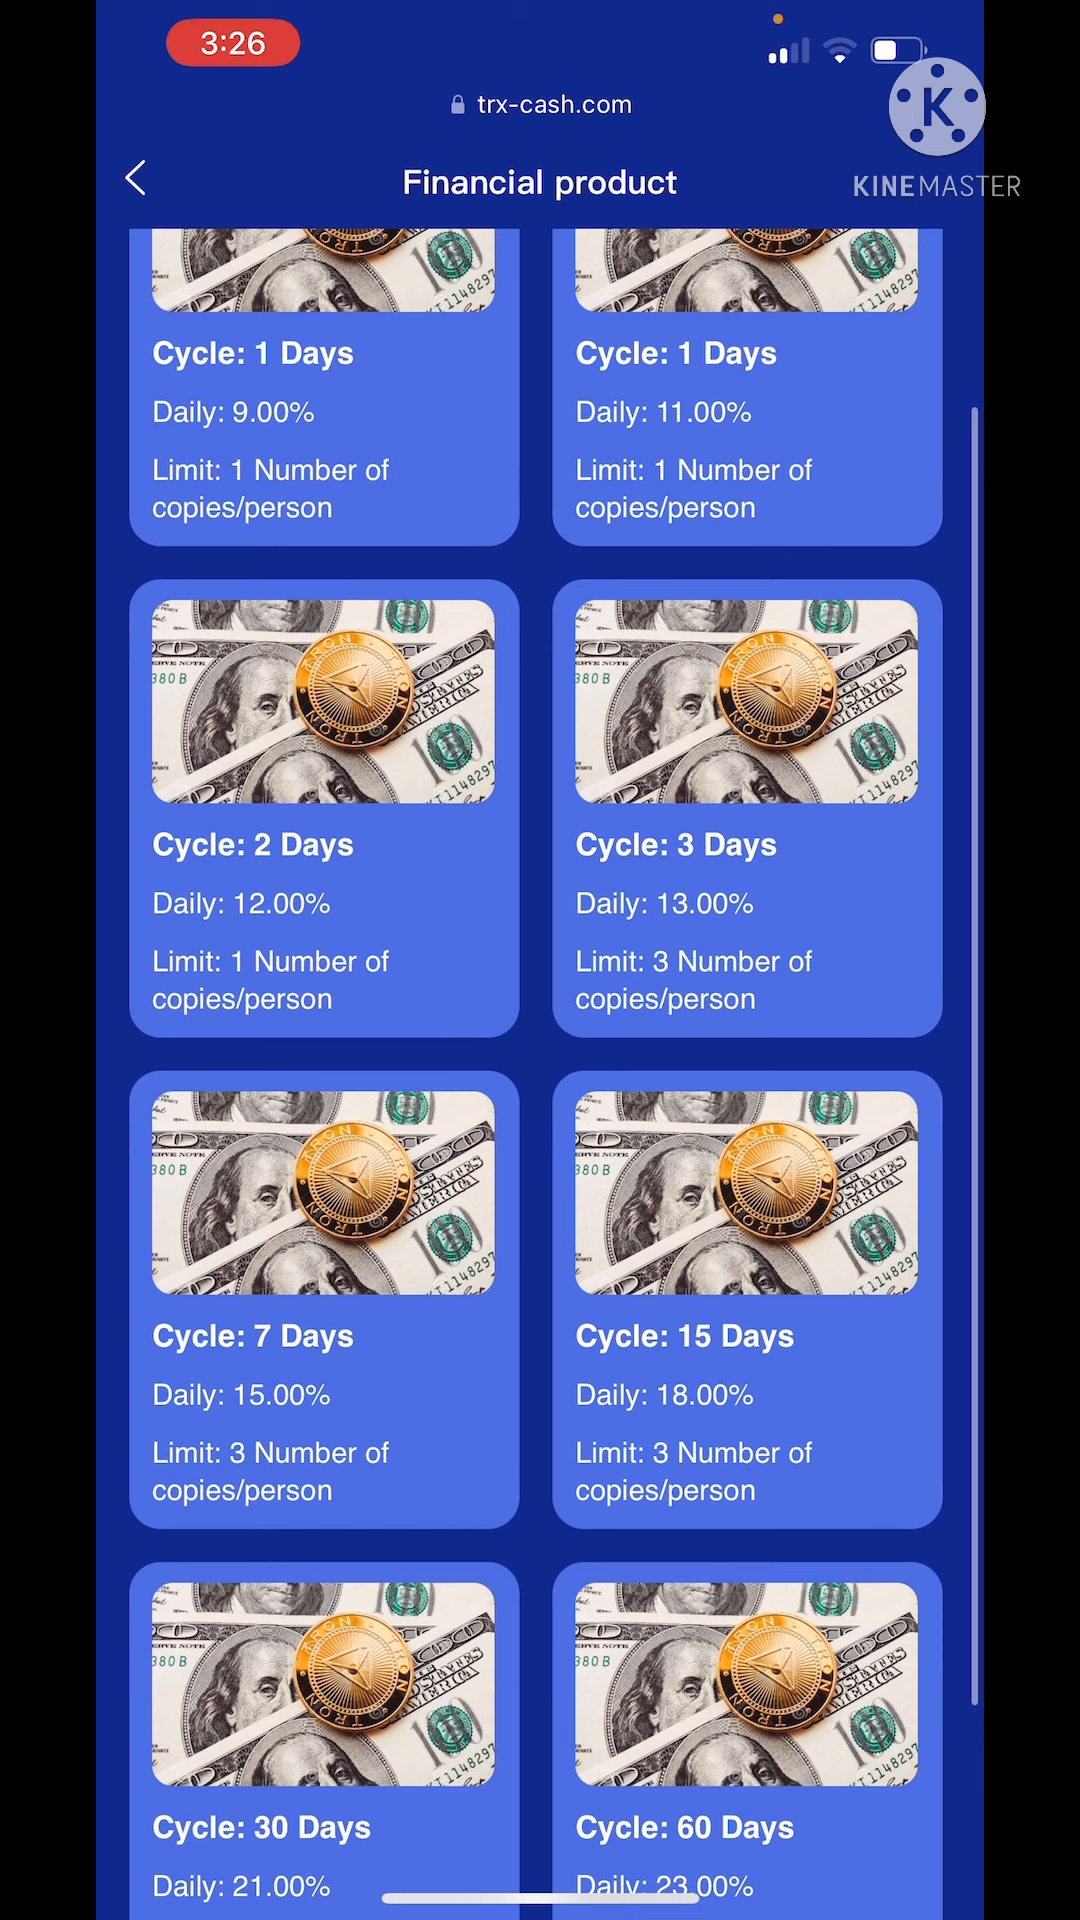 3:26
trx-cash.com
K
KINEMASTER
Financial product
Cycle: 1 Days
Daily: 9.00%
Limit: 1 Number of
copies/person
Cycle: 1 Days
Daily: 11.00%
Limit: 1 Number of
copies/person
Cycle: 2 Days
Daily: 12.00%
Limit: 1 Number of
copies/person
Cycle: 3 Days
Daily: 13.00%
Limit: 3 Number of
copies/person
Cycle: 7 Days
Daily: 15.00%
Limit: 3 Number of
copies/person
Cycle: 15 Days
Daily: 18.00%
Limit: 3 Number of
copies/person
Cycle: 30 Days
Daily: 21.00%
Cycle: 60 Days
Daily: 23.00%